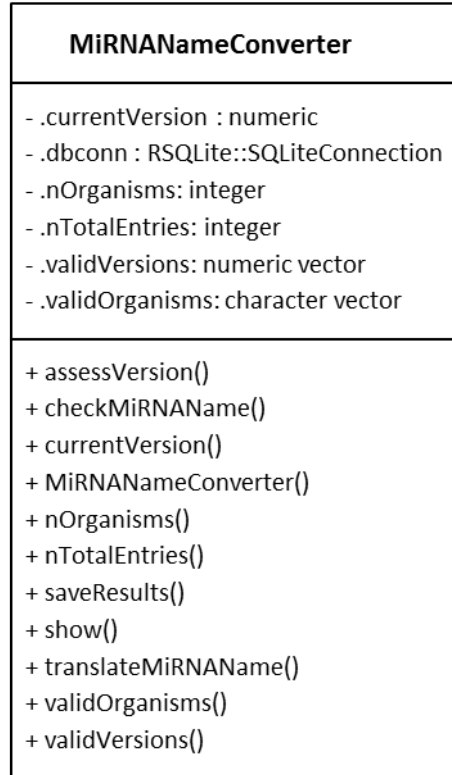 MiRNANameConverter
- .currentVersion : numeric
- .dbconn : RSQLite::SQLiteConnection
- .nOrganisms: integer
- .nTotalEntries: integer
- .validVersions: numeric vector
- .validOrganisms: character vector
+ assessVersion()
+ checkMiRNAName()
+ currentVersion()
+ MiRNANameConverter()
+ nOrganisms()
+ nTotalEntries()
+ saveResults()
+ show()
+ translateMiRNAName()
+ validOrganisms()
+ validVersions()